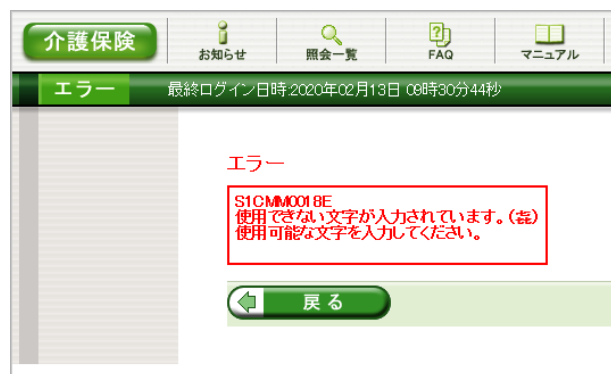 介護保険
お知らせ 照会一覧 FAQ マニュアル
エラー 最終ログイン日時:2020年02月13日 09時30分44秒
エラー
S1CMM0018E
使用できない文字が入力されています。()
使用可能な文字を入力してください。
戻る